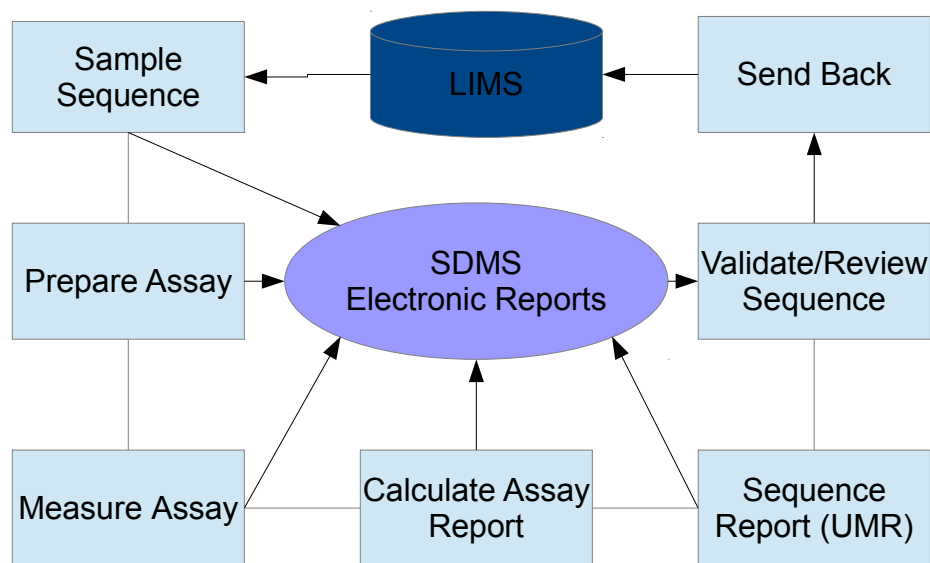 Sample
Sequence
LIMS
Send Back
Prepare Assay
SDMS
Electronic Reports
Validate/Review
Sequence
Measure Assay
Calculate Assay
Report
Sequence
Report (UMR)